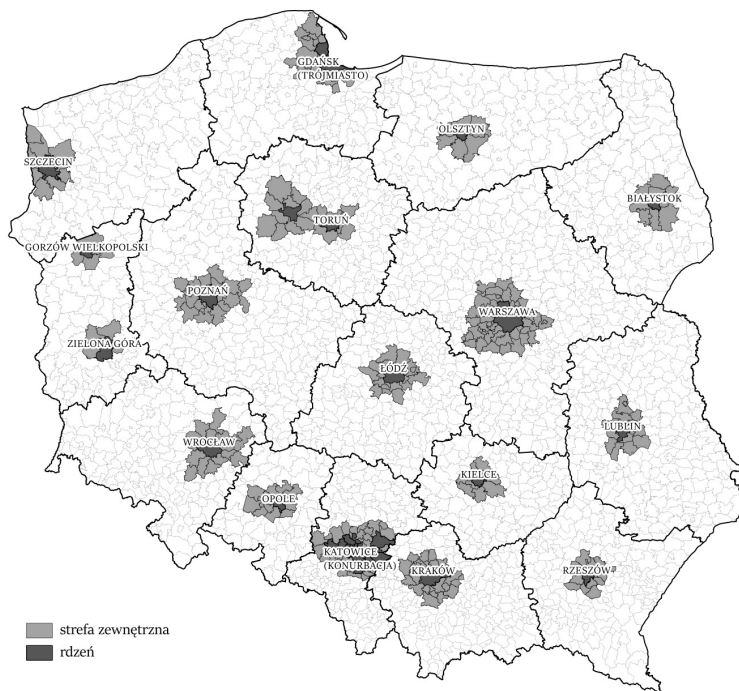 GDAŃSK
(TRÓJMIASTO)
OLSZTYN
SZCZECIN
BIAŁYSTOK
TORUŃ
GORZÓW WIELKOPOLSKI
POZNAŃ
WARSZAWA
ZIELONA GÓRA
ŁÓDŹ
LUBLIN
WROCŁAW
KIELCE
OPOLE
KATOWICE
(KONURBACJA)
KRAKÓW
RZESZÓW
strefa zewnętrzna
rdzeń